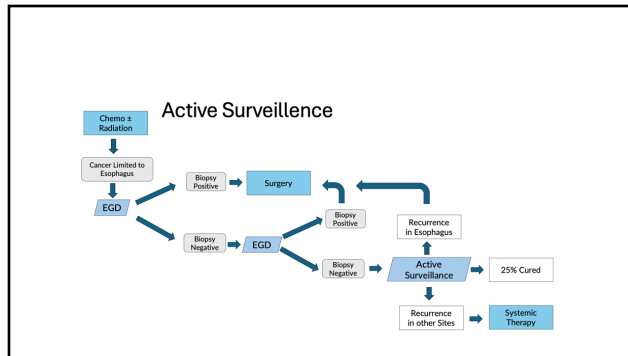 Active Surveillence
Chemo ±
Radiation
Cancer Limited to
Esophagus
EGD
Biopsy
Positive
Surgery
Biopsy
Negative
EGD
Biopsy
Positive
Biopsy
Negative
Recurrence
in Esophagus
Active
Surveillance
25% Cured
Recurrence
in other Sites
Systemic
Therapy